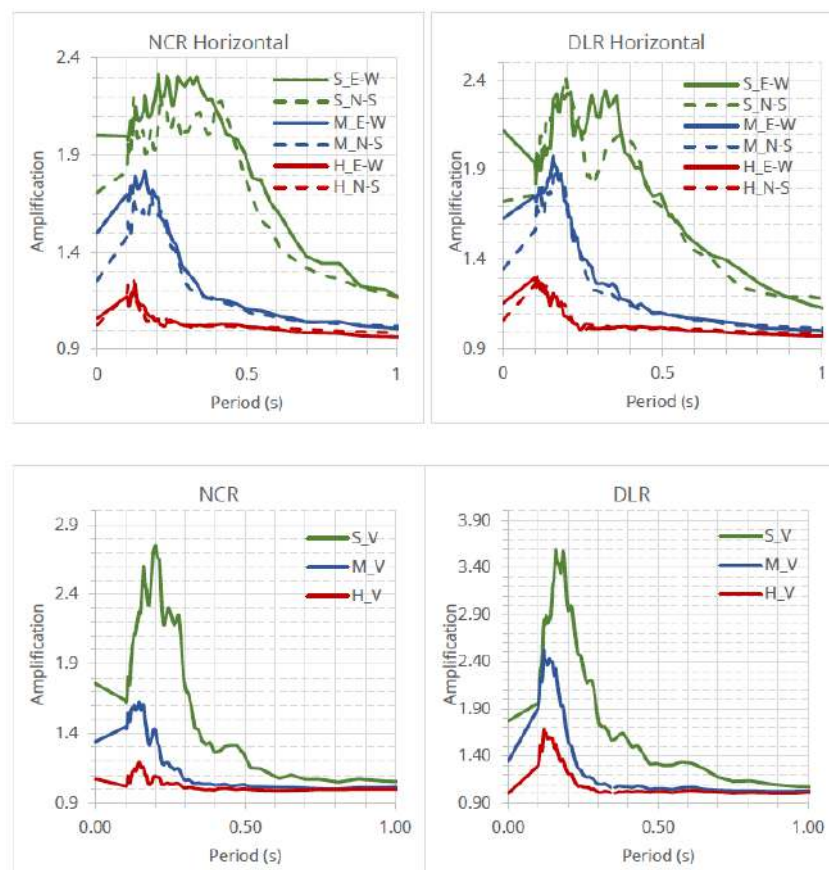 NCR Horizontal
2.4
1.9
1.4
0.9
Amplification
S_E-W
S_N-S
M_E-W
M_N-S
H_E-W
H_N-S
0
0.5
1
Period (s)
DLR Horizontal
2.4
1.9
1.4
0.9
Amplification
S_E-W
S_N-S
M_E-W
M_N-S
H_E-W
H_N-S
0
0.5
1
Period (s)
NCR
2.9
2.4
1.9
1.4
0.9
Amplification
S_V
M_V
H_V
0.00
0.50
1.00
Period (s)
DLR
3.90
3.40
2.90
2.40
1.90
1.40
0.90
Amplification
S_V
M_V
H_V
0.00
0.50
1.00
Period (s)